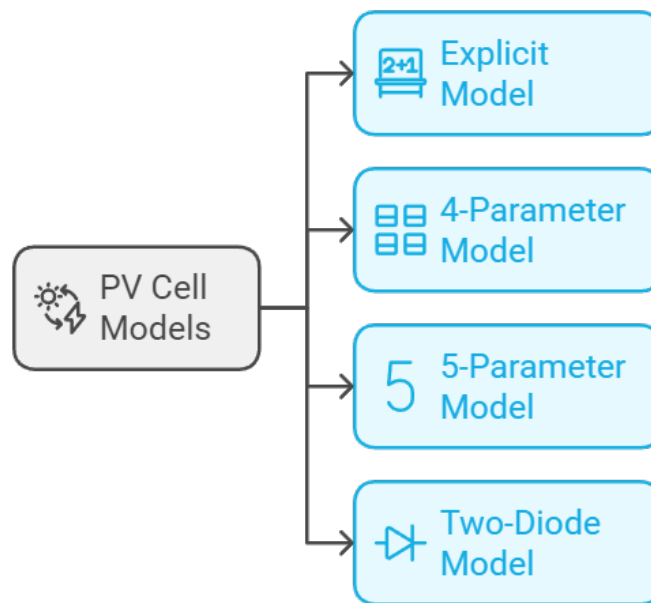 PV Cell
Models
2+1
Explicit
Model
4-Parameter
Model
5
5-Parameter
Model
Two-Diode
Model